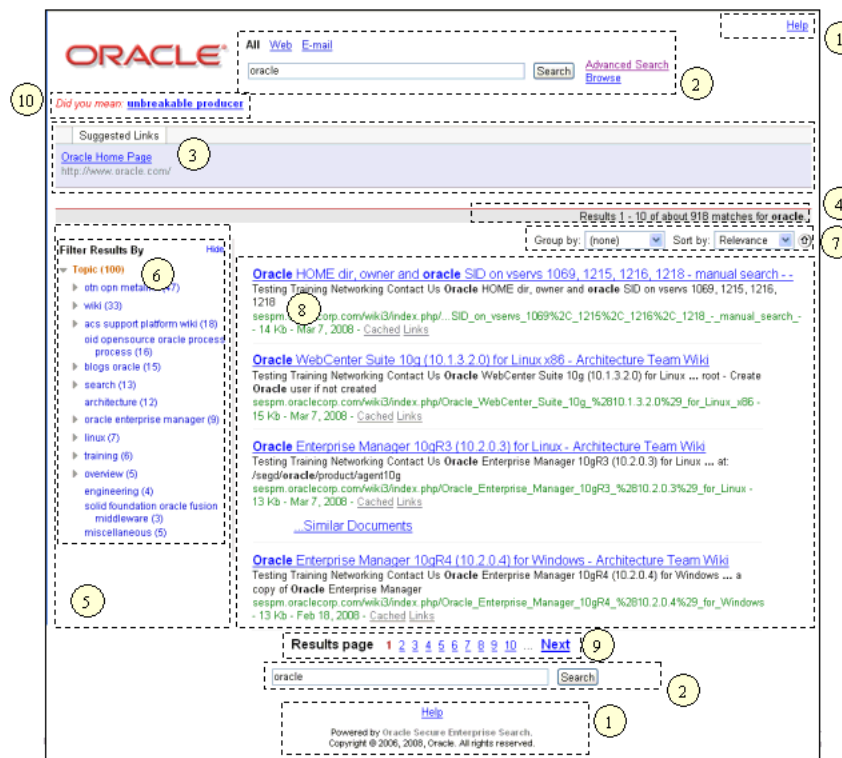 Help
1
ORACLE
All Web E-mail
oracle
Search
Advanced Search
Browse
2
10
Did you mean: unbreakable producer
Suggested Links
Oracle Home Page
http://www.oracle.com/
3
4
Results 1 - 10 of about 918 matches for oracle.
Group by: (none) Sort by: Relevance
7
Filter Results By Hide
6
Topic (100)
otn opn metalink (47)
wiki (33)
acs support platform wiki (18)
oid opensource oracle process
process (16)
blogs oracle (15)
search (13)
architecture (12)
oracle enterprise manager (9)
linux (7)
training (6)
overview (5)
engineering (4)
solid foundation oracle fusion
middleware (3)
miscellaneous (5)
5
Oracle HOME dir, owner and oracle SID on vservs 1069, 1215, 1216, 1218 - manual search - -
Testing Training Networking Contact Us Oracle HOME dir, owner and oracle SID on vservs 1069, 1215, 1216,
1218
8
sespm.oraclecorp.com/wiki3/index.php/...SID_on_vservs_1069%2C_1215%2C_1216%2C_1218_-_manual_search_-
- 14 Kb - Mar 7, 2008 - Cached Links
Oracle WebCenter Suite 10g (10.1.3.2.0) for Linux x86 - Architecture Team Wiki
Testing Training Networking Contact Us Oracle WebCenter Suite 10g (10.1.3.2.0) for Linux ... root - Create
Oracle user if not created
sespm.oraclecorp.com/wiki3/index.php/Oracle_WebCenter_Suite_10g_%2810.1.3.2.0%29_for_Linux_x86 -
15 Kb - Mar 7, 2008 - Cached Links
Oracle Enterprise Manager 10gR3 (10.2.0.3) for Linux - Architecture Team Wiki
Testing Training Networking Contact Us Oracle Enterprise Manager 10gR3 (10.2.0.3) for Linux ... at:
/segd/oracle/product/agent10g
sespm.oraclecorp.com/wiki3/index.php/Oracle_Enterprise_Manager_10gR3_%2810.2.0.3%29_for_Linux -
13 Kb - Mar 7, 2008 - Cached Links
...Similar Documents
Oracle Enterprise Manager 10gR4 (10.2.0.4) for Windows - Architecture Team Wiki
Testing Training Networking Contact Us Oracle Enterprise Manager 10gR4 (10.2.0.4) for Windows ... a
copy of Oracle Enterprise Manager
sespm.oraclecorp.com/wiki3/index.php/Oracle_Enterprise_Manager_10gR4_%2810.2.0.4%29_for_Windows
- 13 Kb - Feb 18, 2008 - Cached Links
Results page 1 2 3 4 5 6 7 8 9 10 ... Next
9
oracle
Search
2
Help
1
Powered by Oracle Secure Enterprise Search.
Copyright © 2006, 2008, Oracle. All rights reserved.